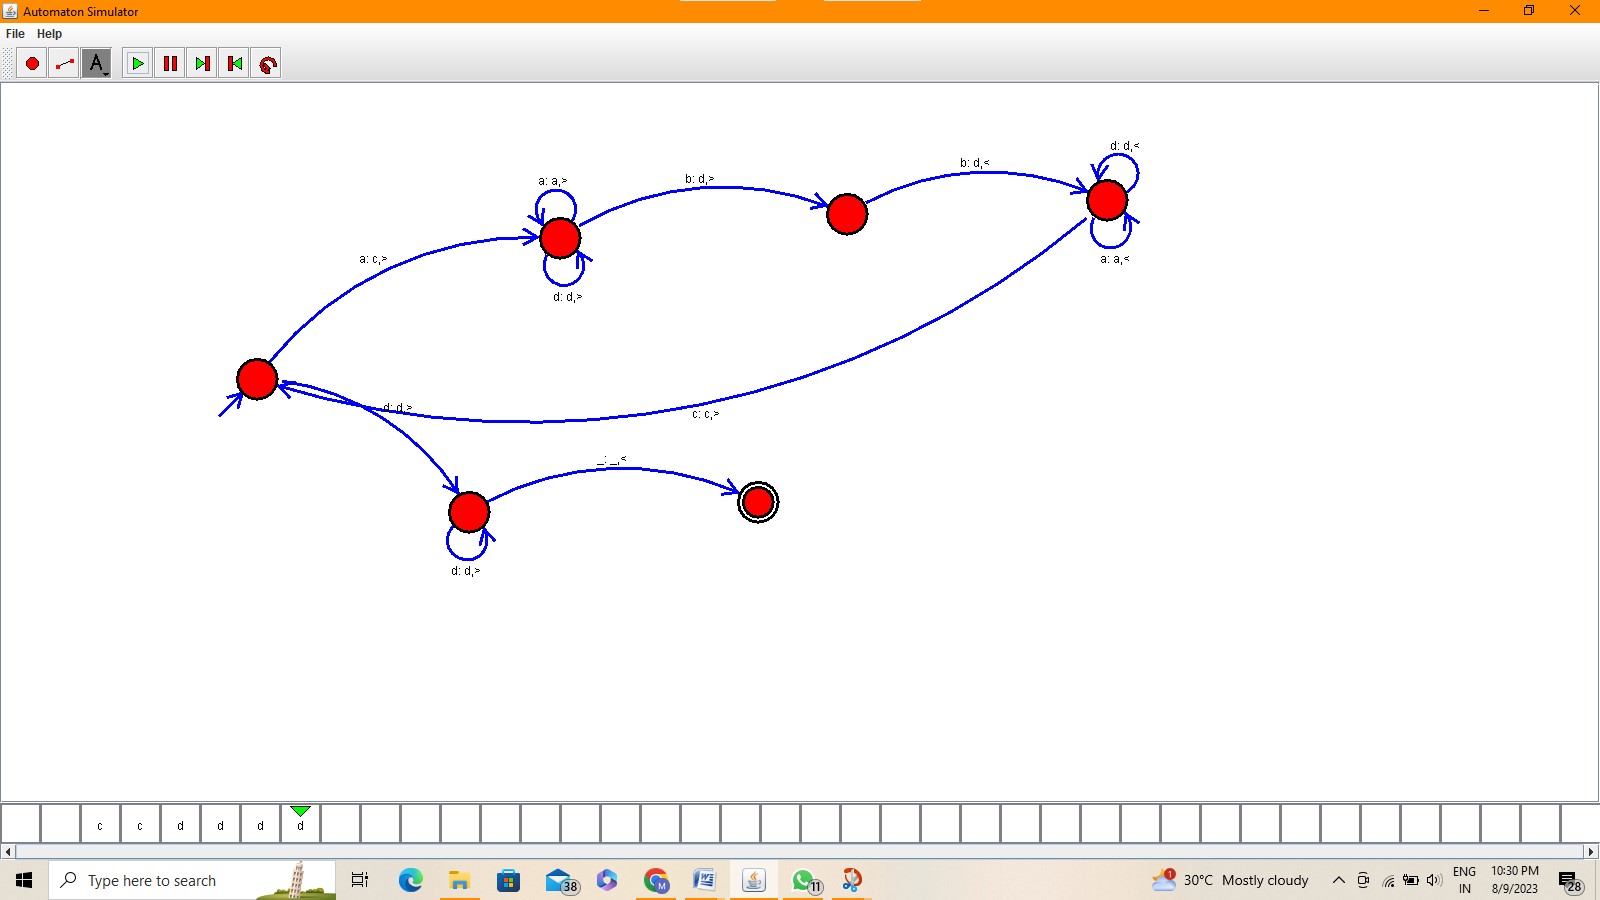 Automaton Simulator
File Help
A
d: d,<
b: d,<
a: a,>
b: d,>
a: c,>
a: a,<
d: d,>
d: d,>
c: c,>
_: _,<
d: d,>
c c d d d d
Type here to search
38
11
1
30°C Mostly cloudy
ENG
IN
10:30 PM
8/9/2023
28